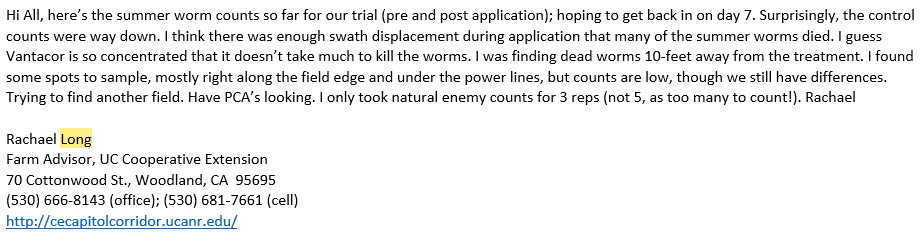 Hi All, here's the summer worm counts so far for our trial (pre and post application); hoping to get back in on day 7. Surprisingly, the control
counts were way down. I think there was enough swath displacement during application that many of the summer worms died. I guess
Vantacor is so concentrated that it doesn't take much to kill the worms. I was finding dead worms 10-feet away from the treatment. I found
some spots to sample, mostly right along the field edge and under the power lines, but counts are low, though we still have differences.
Trying to find another field. Have PCA's looking. I only took natural enemy counts for 3 reps (not 5, as too many to count!). Rachael
Rachael Long
Farm Advisor, UC Cooperative Extension
70 Cottonwood St., Woodland, CA  95695
(530) 666-8143 (office); (530) 681-7661 (cell)
http://cecapitolcorridor.ucanr.edu/